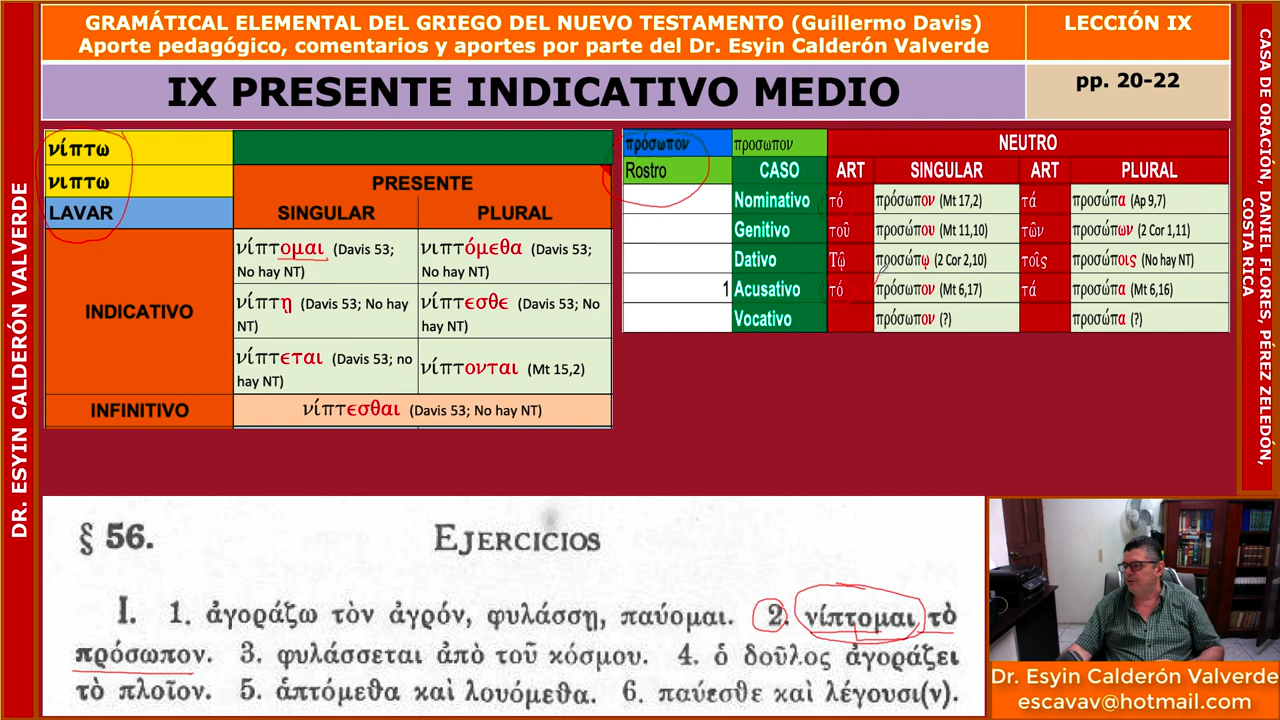 GRAMÁTICAL ELEMENTAL DEL GRIEGO DEL NUEVO TESTAMENTO (Guillermo Davis)
Aporte pedagógico, comentarios y aportes por parte del Dr. Esyin Calderón Valverde
LECCIÓN IX
IX PRESENTE INDICATIVO MEDIO
pp. 20-22
DR. ESYIN CALDERÓN VALVERDE
CASA DE ORACIÓN, DANIEL FLORES, PÉREZ ZELEDÓN,
COSTA RICA
νίπτω
νιπτω
LAVAR
PRESENTE
SINGULAR PLURAL
INDICATIVO
νίπτομαι (Davis 53;
No hay NT)
νιπτόμεθα (Davis 53;
No hay NT)
νίπτῃ (Davis 53; No hay
NT)
νίπτεσθε (Davis 53; No
hay NT)
νίπτεται (Davis 53; no
hay NT)
νίπτονται (Mt 15,2)
INFINITIVO νίπτεσθαι (Davis 53; No hay NT)
πρόσωπον προσωπον NEUTRO
Rostro CASO ART SINGULAR ART PLURAL
Nominativo τό πρόσωπον (Mt 17,2) τά προσώπα (Ap 9,7)
Genitivo τοῦ προσώπου (Mt 11,10) τῶν προσώπων (2 Cor 1,11)
Dativo Τῷ προσώπῳ (2 Cor 2,10) τοῖς προσώποις (No hay NT)
1 Acusativo τό πρόσωπον (Mt 6,17) τά προσώπα (Mt 6,16)
Vocativo πρόσωπον (?) προσώπα (?)
§ 56. EJERCICIOS
I. 1. ἀγοράζω τὸν ἀγρόν, φυλάσσῃ, παύομαι. 2. νίπτομαι τὸ
πρόσωπον. 3. φυλάσσεται ἀπὸ τοῦ κόσμου. 4. ὁ δοῦλος ἀγοράζει
τὸ πλοῖον. 5. ἁπτόμεθα καὶ λουόμεθα. 6. παύεσθε καὶ λέγουσι(ν).
Dr. Esyin Calderón Valverde
escavav@hotmail.com